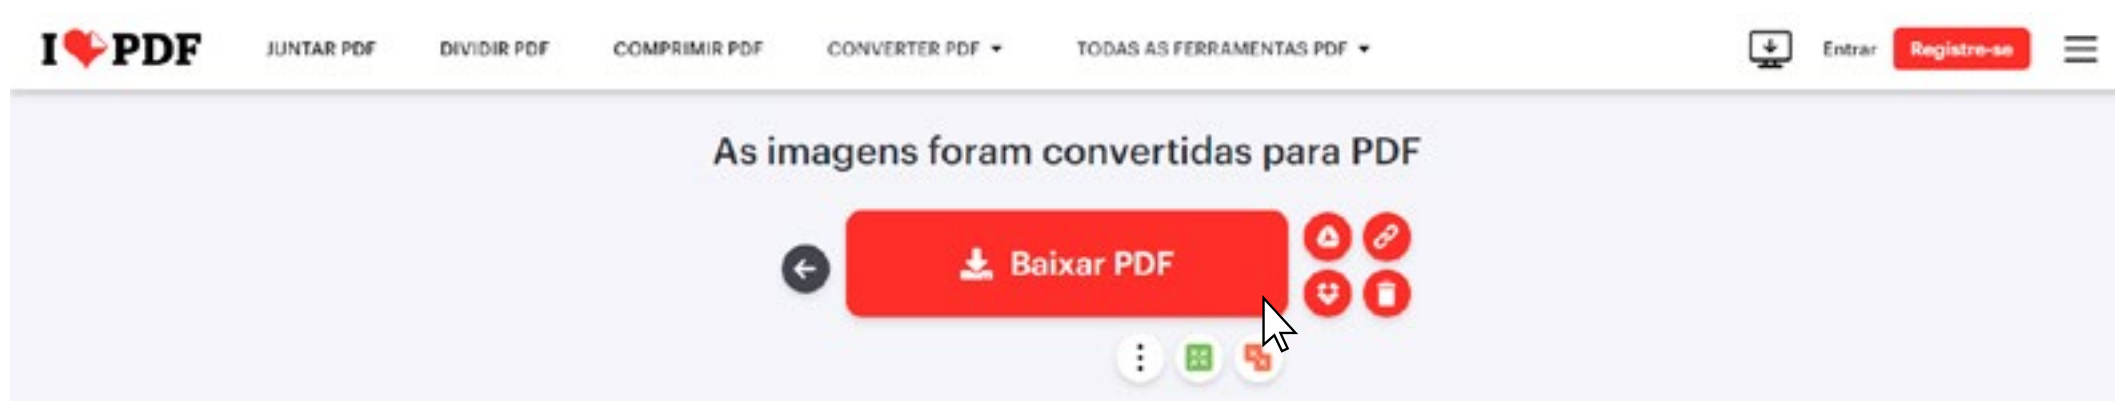 I PDF
JUNTAR PDF
DIVIDIR PDF
COMPRIMIR PDF
CONVERTER PDF
TODAS AS FERRAMENTAS PDF
Entrar
Registre-se
As imagens foram convertidas para PDF
Baixar PDF